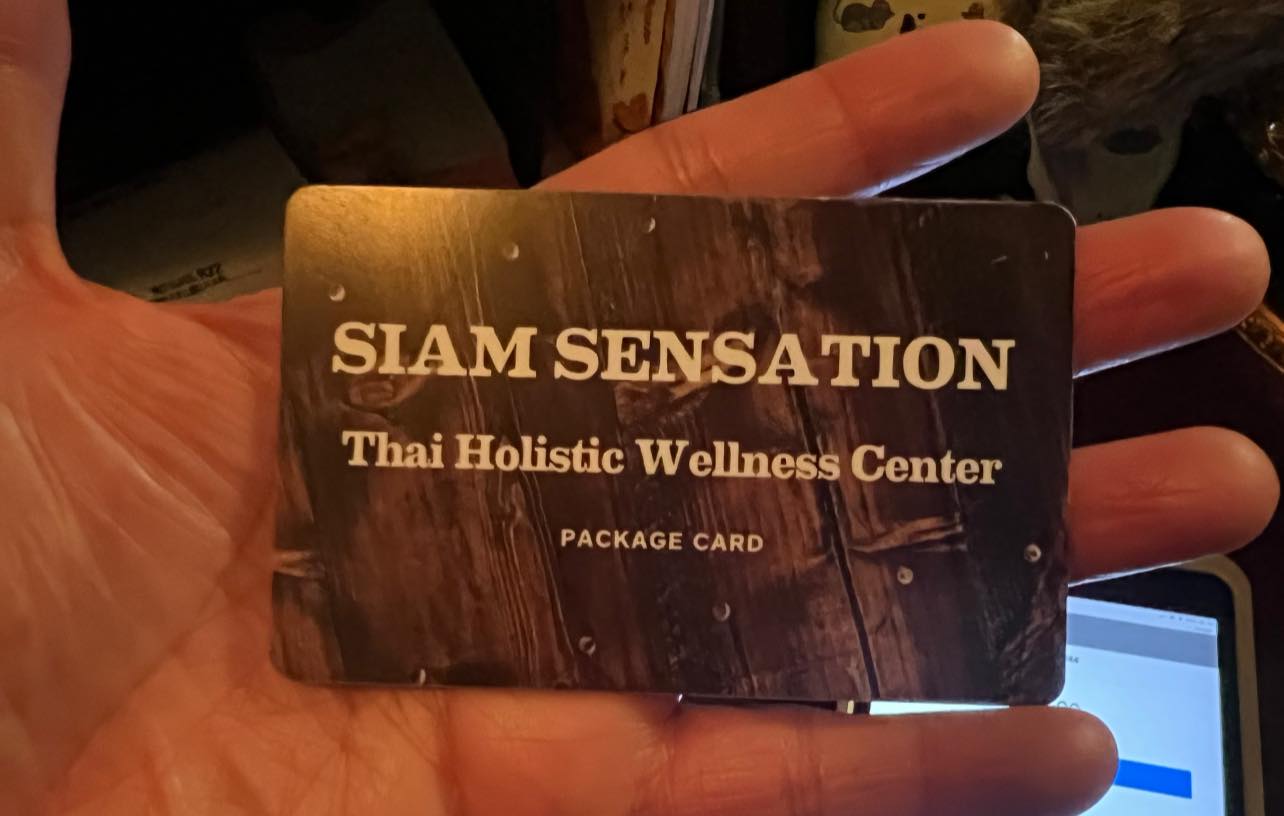 SIAM SENSATION
Thai Holistic Wellness Center
PACKAGE CARD